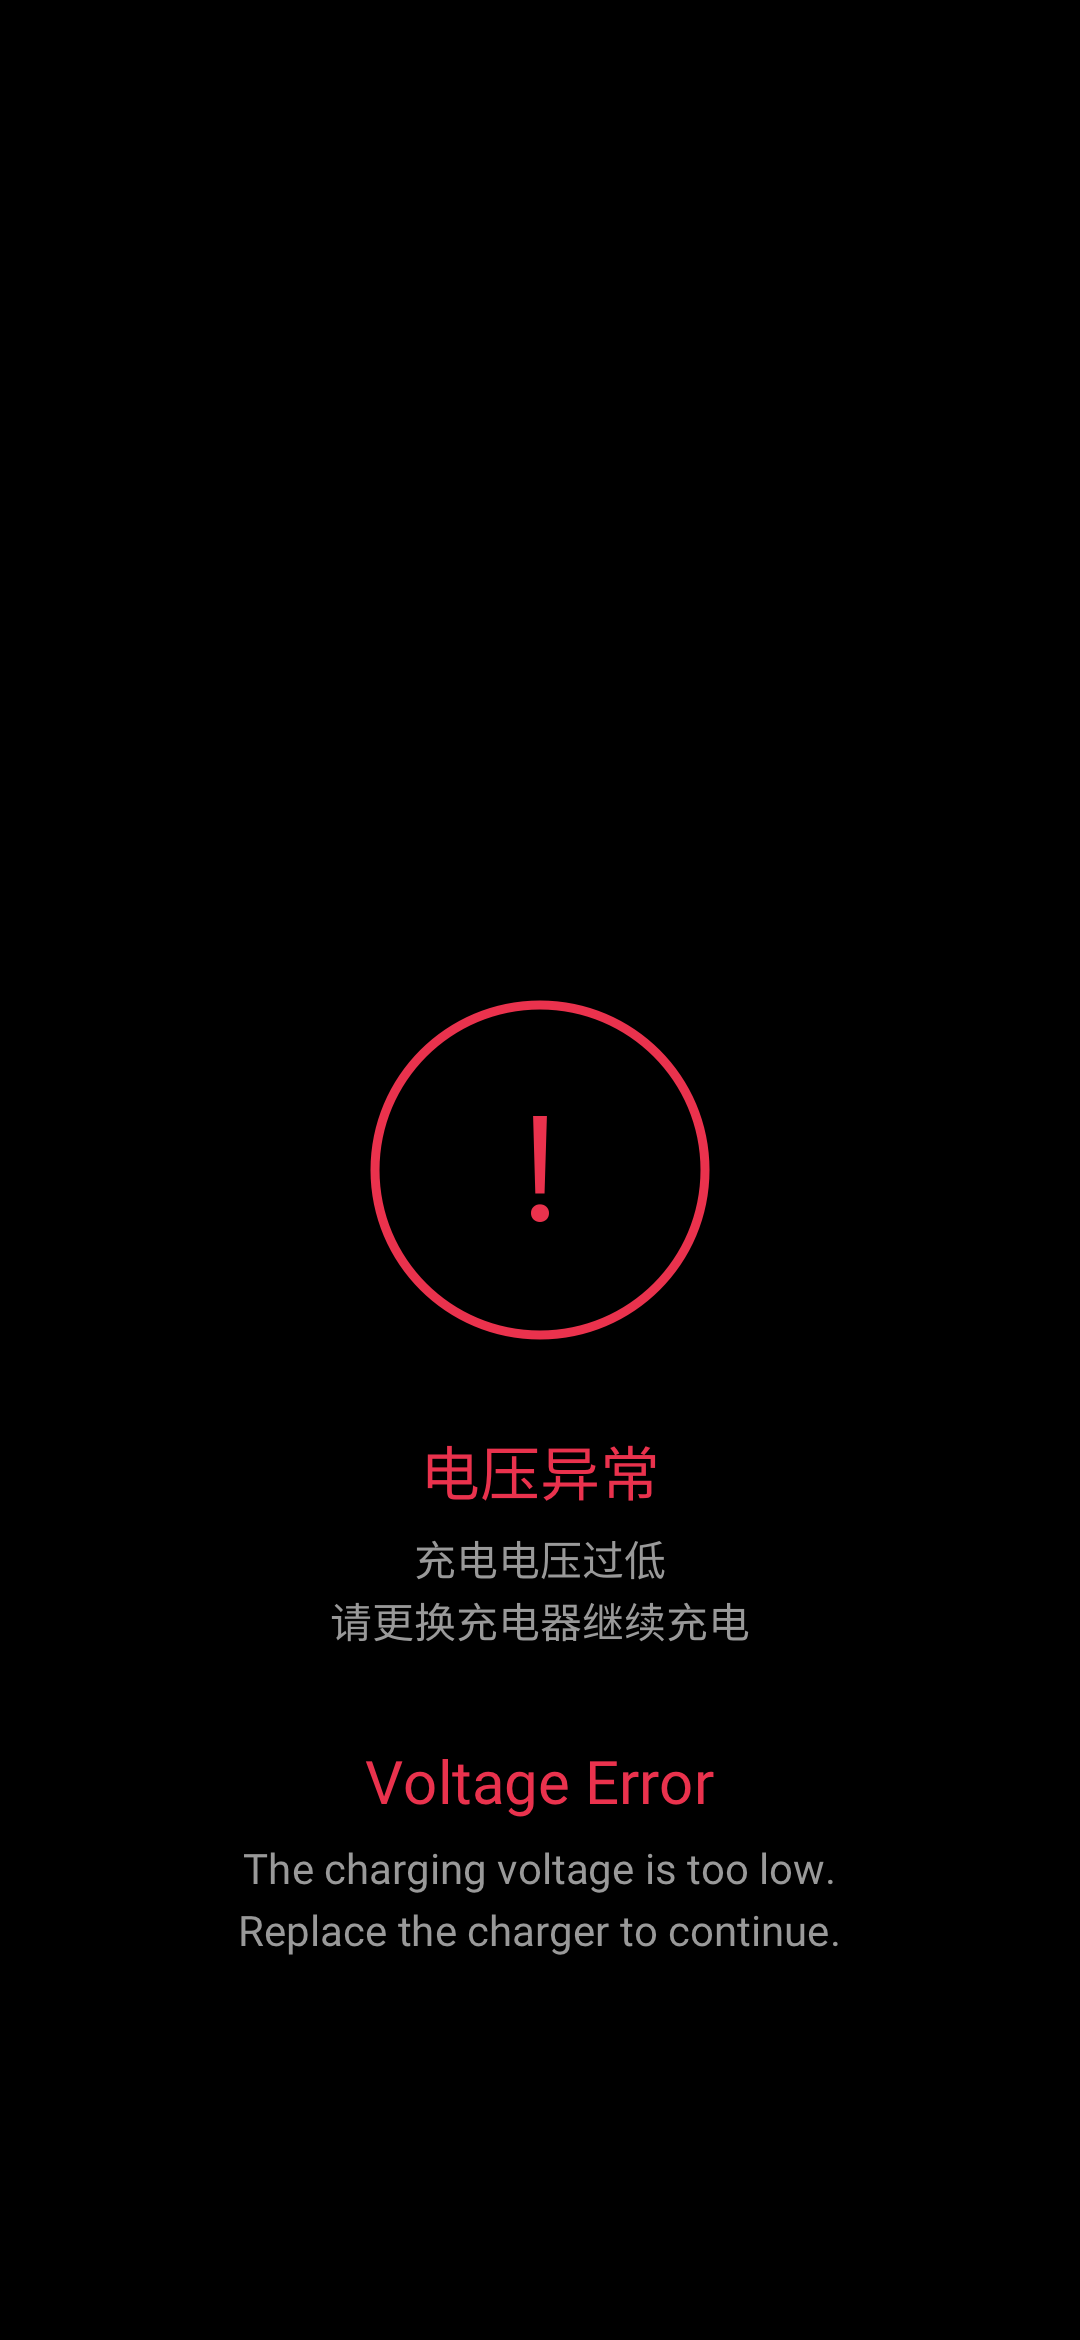 电压异常
充电电压过低
请更换充电器继续充电
Voltage Error
The charging voltage is too low.
Replace the charger to continue.